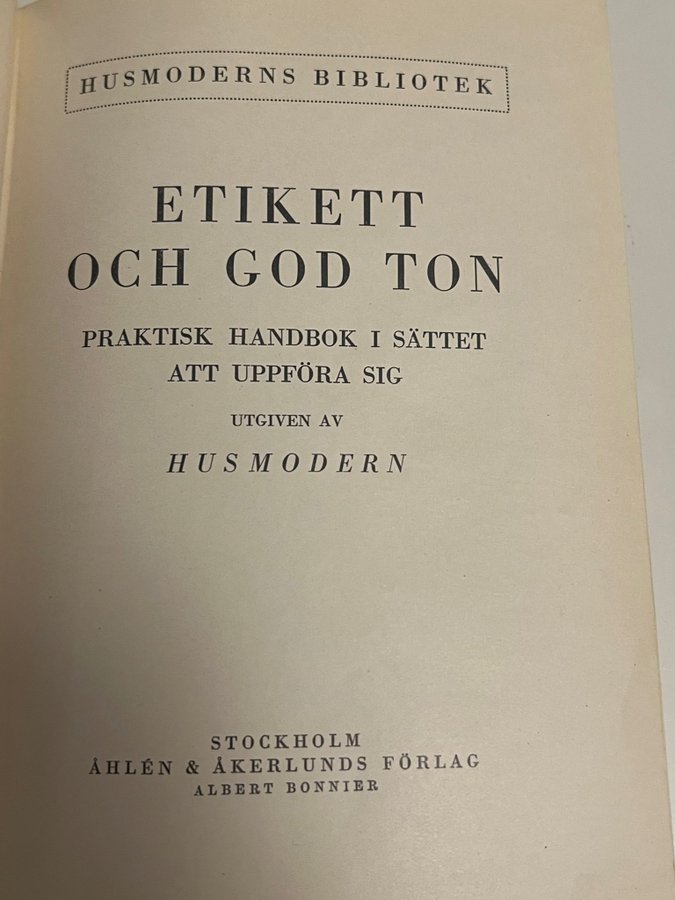 HUSMODERNS BIBLIOTEK
ETIKETT
OCH GOD TON
PRAKTISK HANDBOK I SÄTTET
ATT UPPFÖRA SIG
UTGIVEN AV
HUSMODERN
STOCKHOLM
ÅHLÉN & ÅKERLUNDS FÖRLAG
ALBERT BONNIER